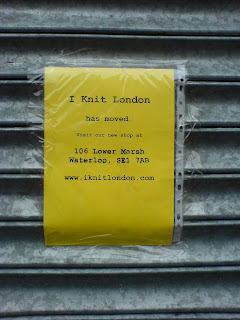 I Knit London
has moved
Visit our new shop at
106 Lower Marsh
Waterloo, SE1 7AB
www.iknitlondon.com